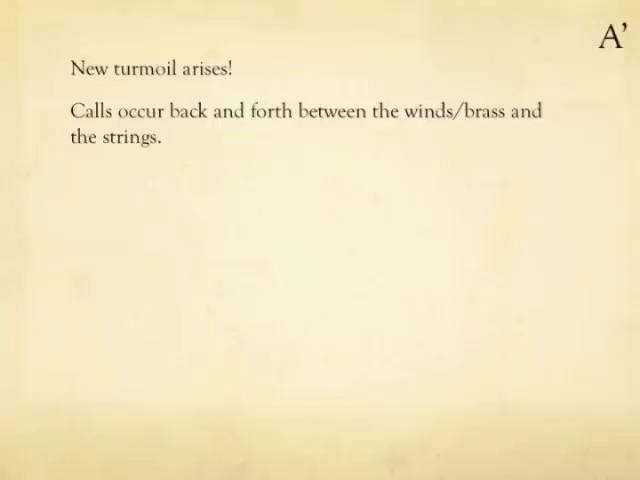 A’
New turmoil arises!
Calls occur back and forth between the winds/brass and
the strings.